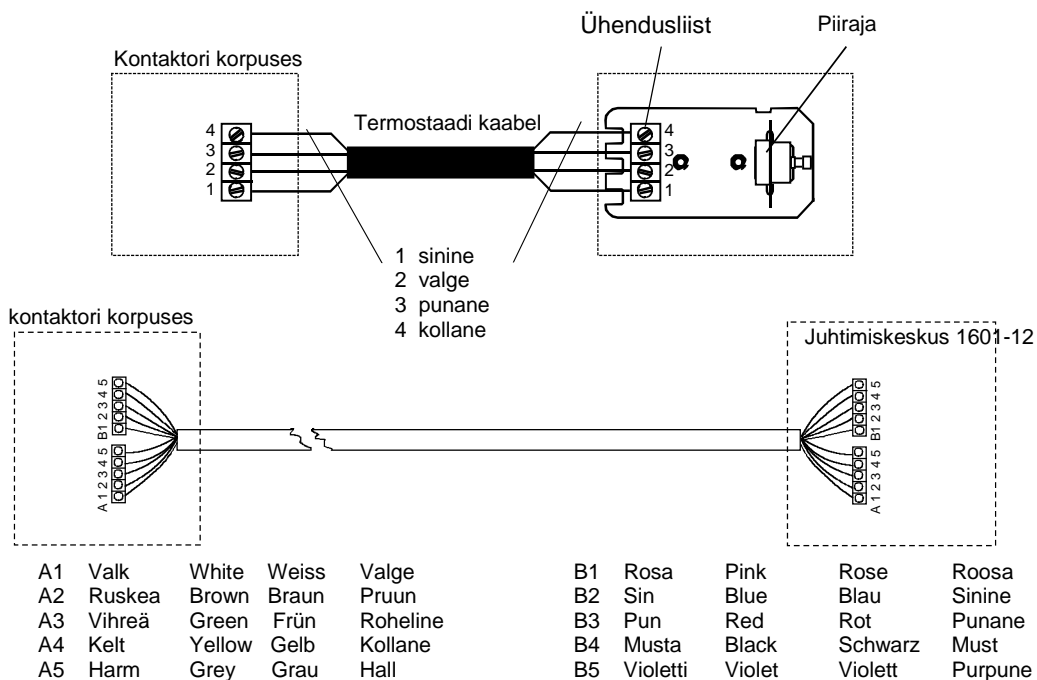 Ühendusliist
Piiraja
Kontaktori korpuses
Termostaadi kaabel
4
3
2
1
4
3
2
1
1 sinine
2 valge
3 punane
4 kollane
kontaktori korpuses
Juhtimiskeskus 1601-12
B1 2 3 4 5
A 1 2 3 4 5
B1 2 3 4 5
A 1 2 3 4 5
A1 Valk White Weiss Valge B1 Rosa Pink Rose Roosa
A2 Ruskea Brown Braun Pruun B2 Sin Blue Blau Sinine
A3 Vihreä Green Frün Roheline B3 Pun Red Rot Punane
A4 Kelt Yellow Gelb Kollane B4 Musta Black Schwarz Must
A5 Harm Grey Grau Hall B5 Violetti Violet Violett Purpune